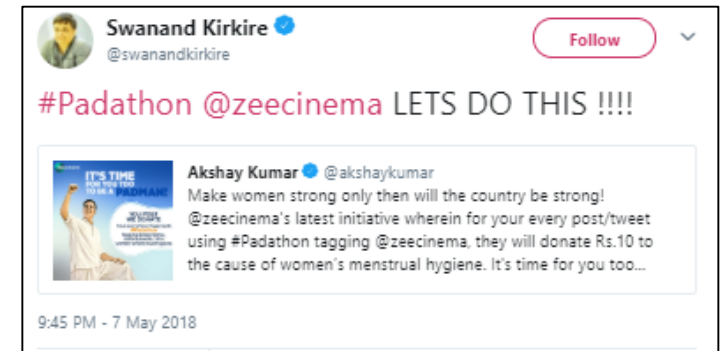 Swanand Kirkire
@swanandkirkire
Follow
#Padathon @zeecinema LETS DO THIS !!!!
IT'S TIME
FOR YOU TOO
TO BE A PADMAN!
Akshay Kumar @akshaykumar
Make women strong only then will the country be strong!
@zeecinema's latest initiative wherein for your every post/tweet
using #Padathon tagging @zeecinema, they will donate Rs.10 to
the cause of women's menstrual hygiene. It's time for you too...
9:45 PM - 7 May 2018